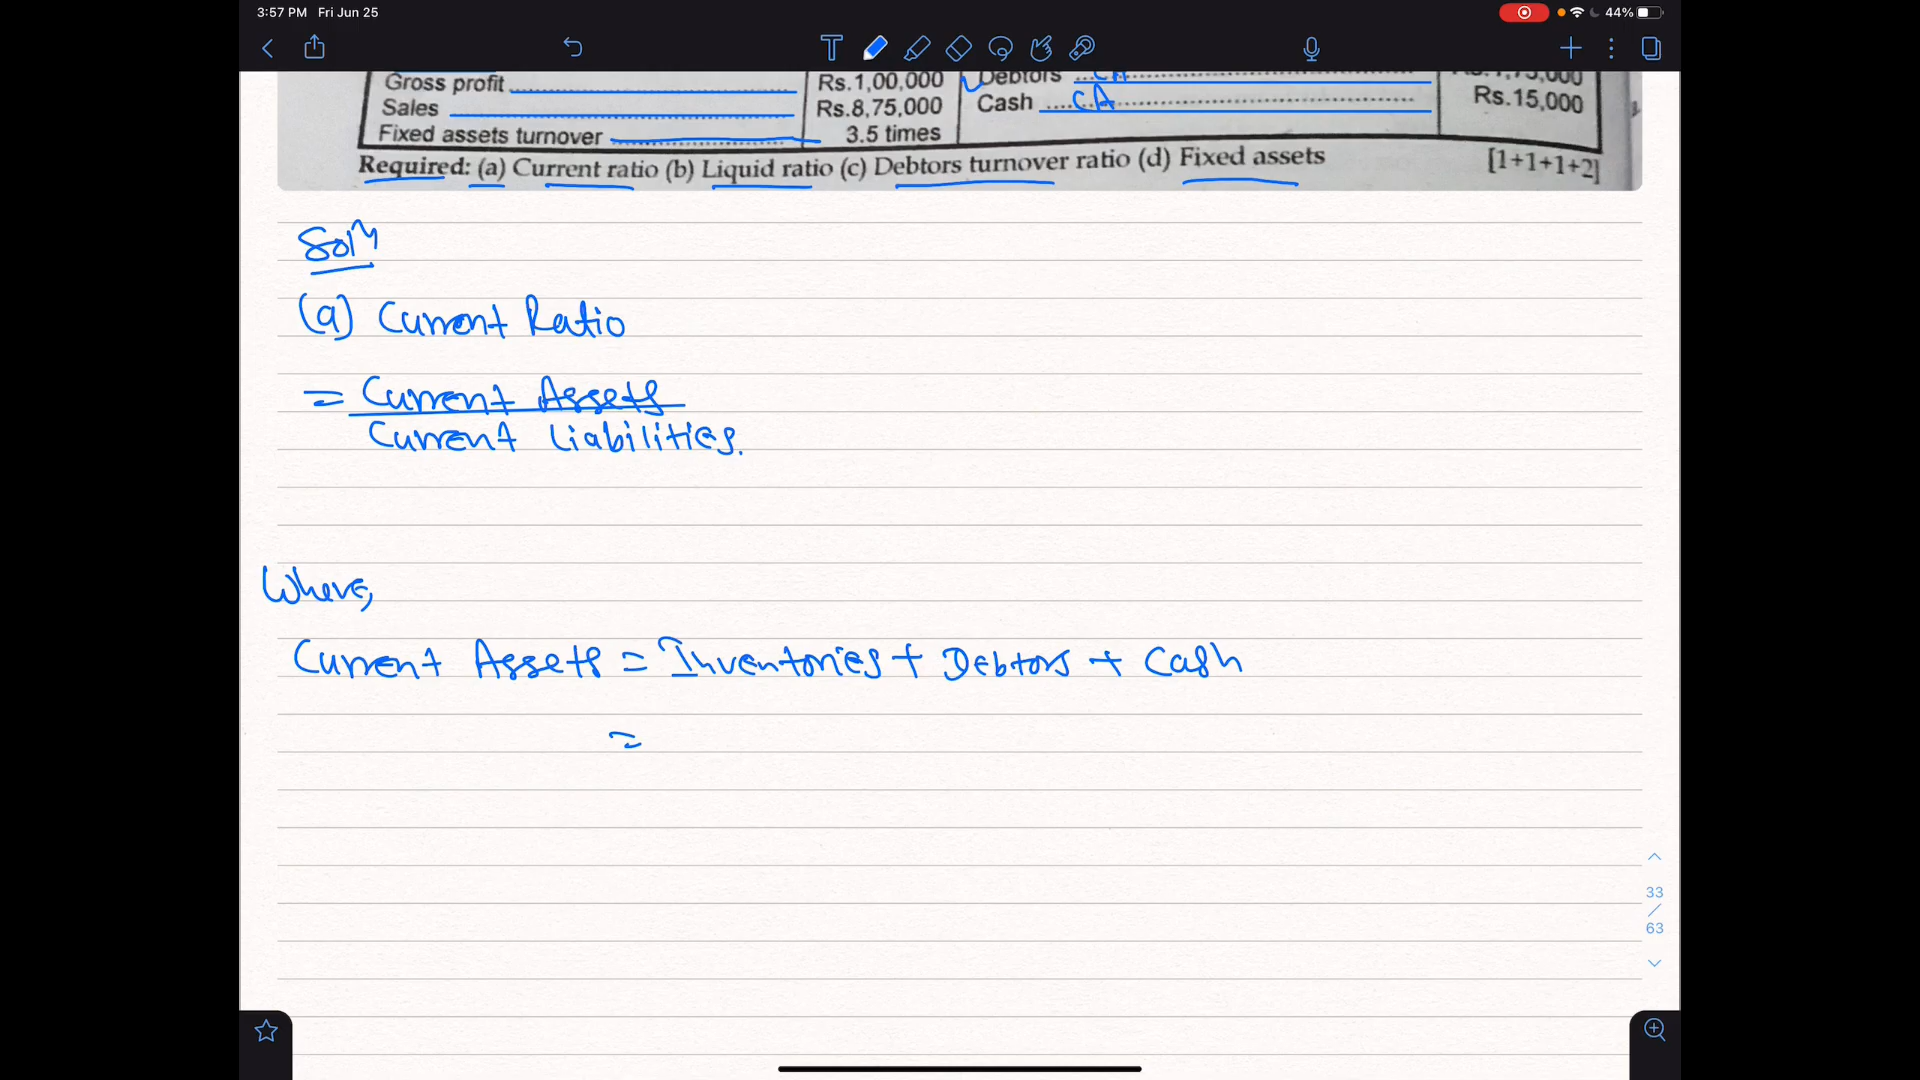 3:57 PM Fri Jun 25
44%
Gross profit Rs.1,00,000 Debtors CA
Sales Rs.8,75,000 Cash CA Rs.15,000
Fixed assets turnover 3.5 times
Required: (a) Current ratio (b) Liquid ratio (c) Debtors turnover ratio (d) Fixed assets [1+1+1+2]
Solⁿ
(a) Current Ratio
= Current Assets
Current Liabilities.
Where,
Current Assets = Inventories + Debtors + Cash
=
33
/
63